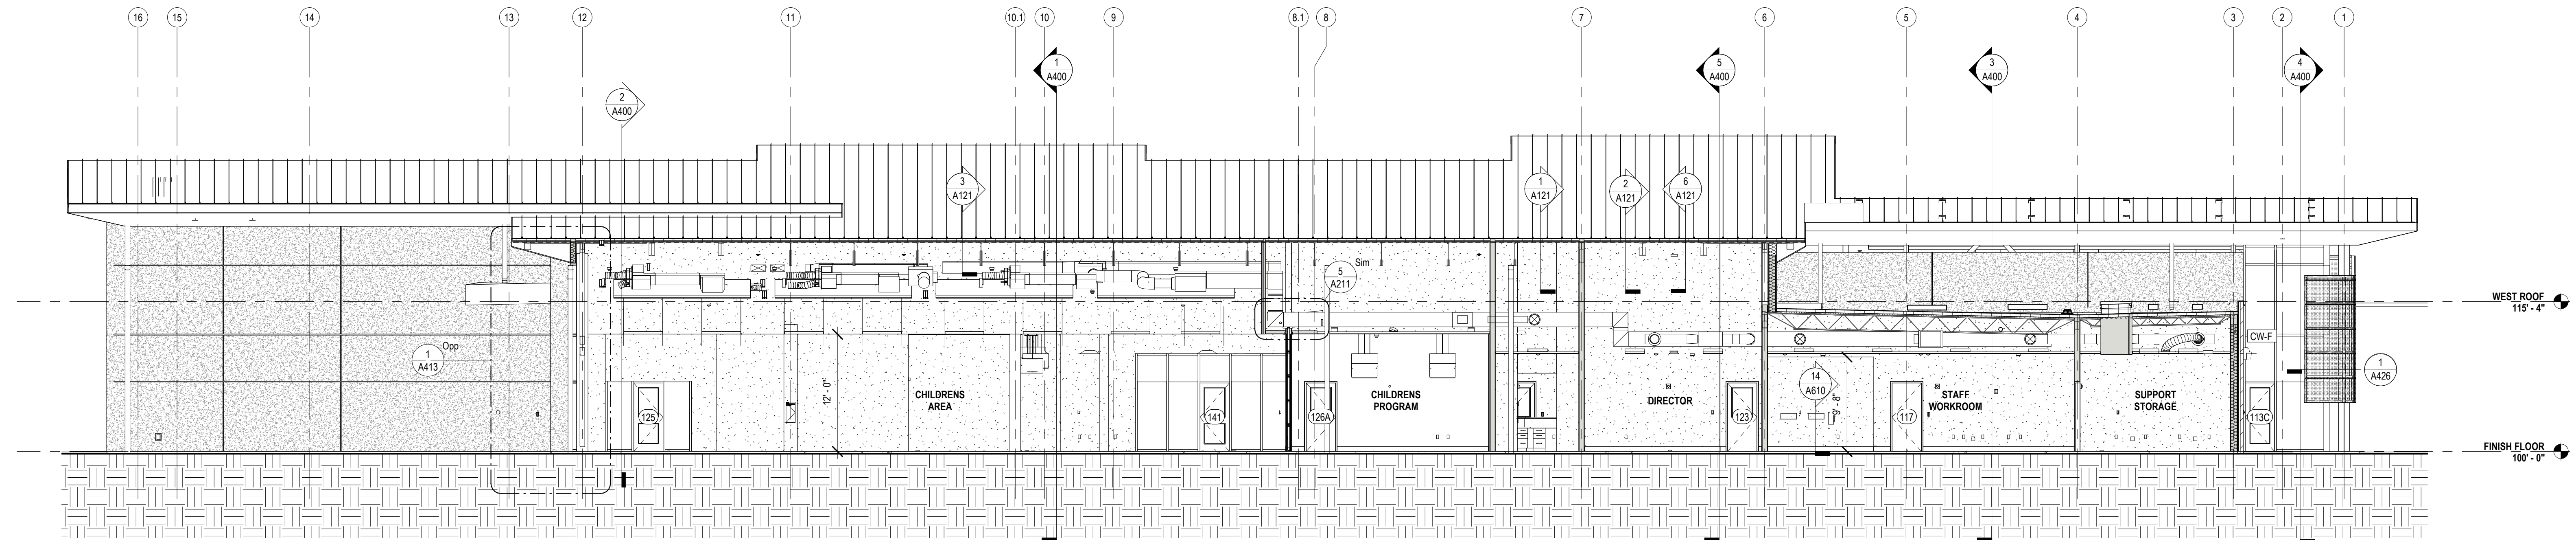 16
15
14
13
12
11
10.1
10
9
8.1
8
7
6
5
4
3
2
1
1
A400
5
A400
3
A400
4
A400
2
A400
3
A121
1
A121
2
A121
6
A121
Sim
5
A211
WEST ROOF
115' - 4"
CW-F
Opp
1
A413
1
A426
12' - 0"
14
A610
9' - 8"
CHILDRENS
AREA
CHILDRENS
PROGRAM
DIRECTOR
STAFF
WORKROOM
SUPPORT
STORAGE
125
141
126A
123
117
113C
FINISH FLOOR
100' - 0"